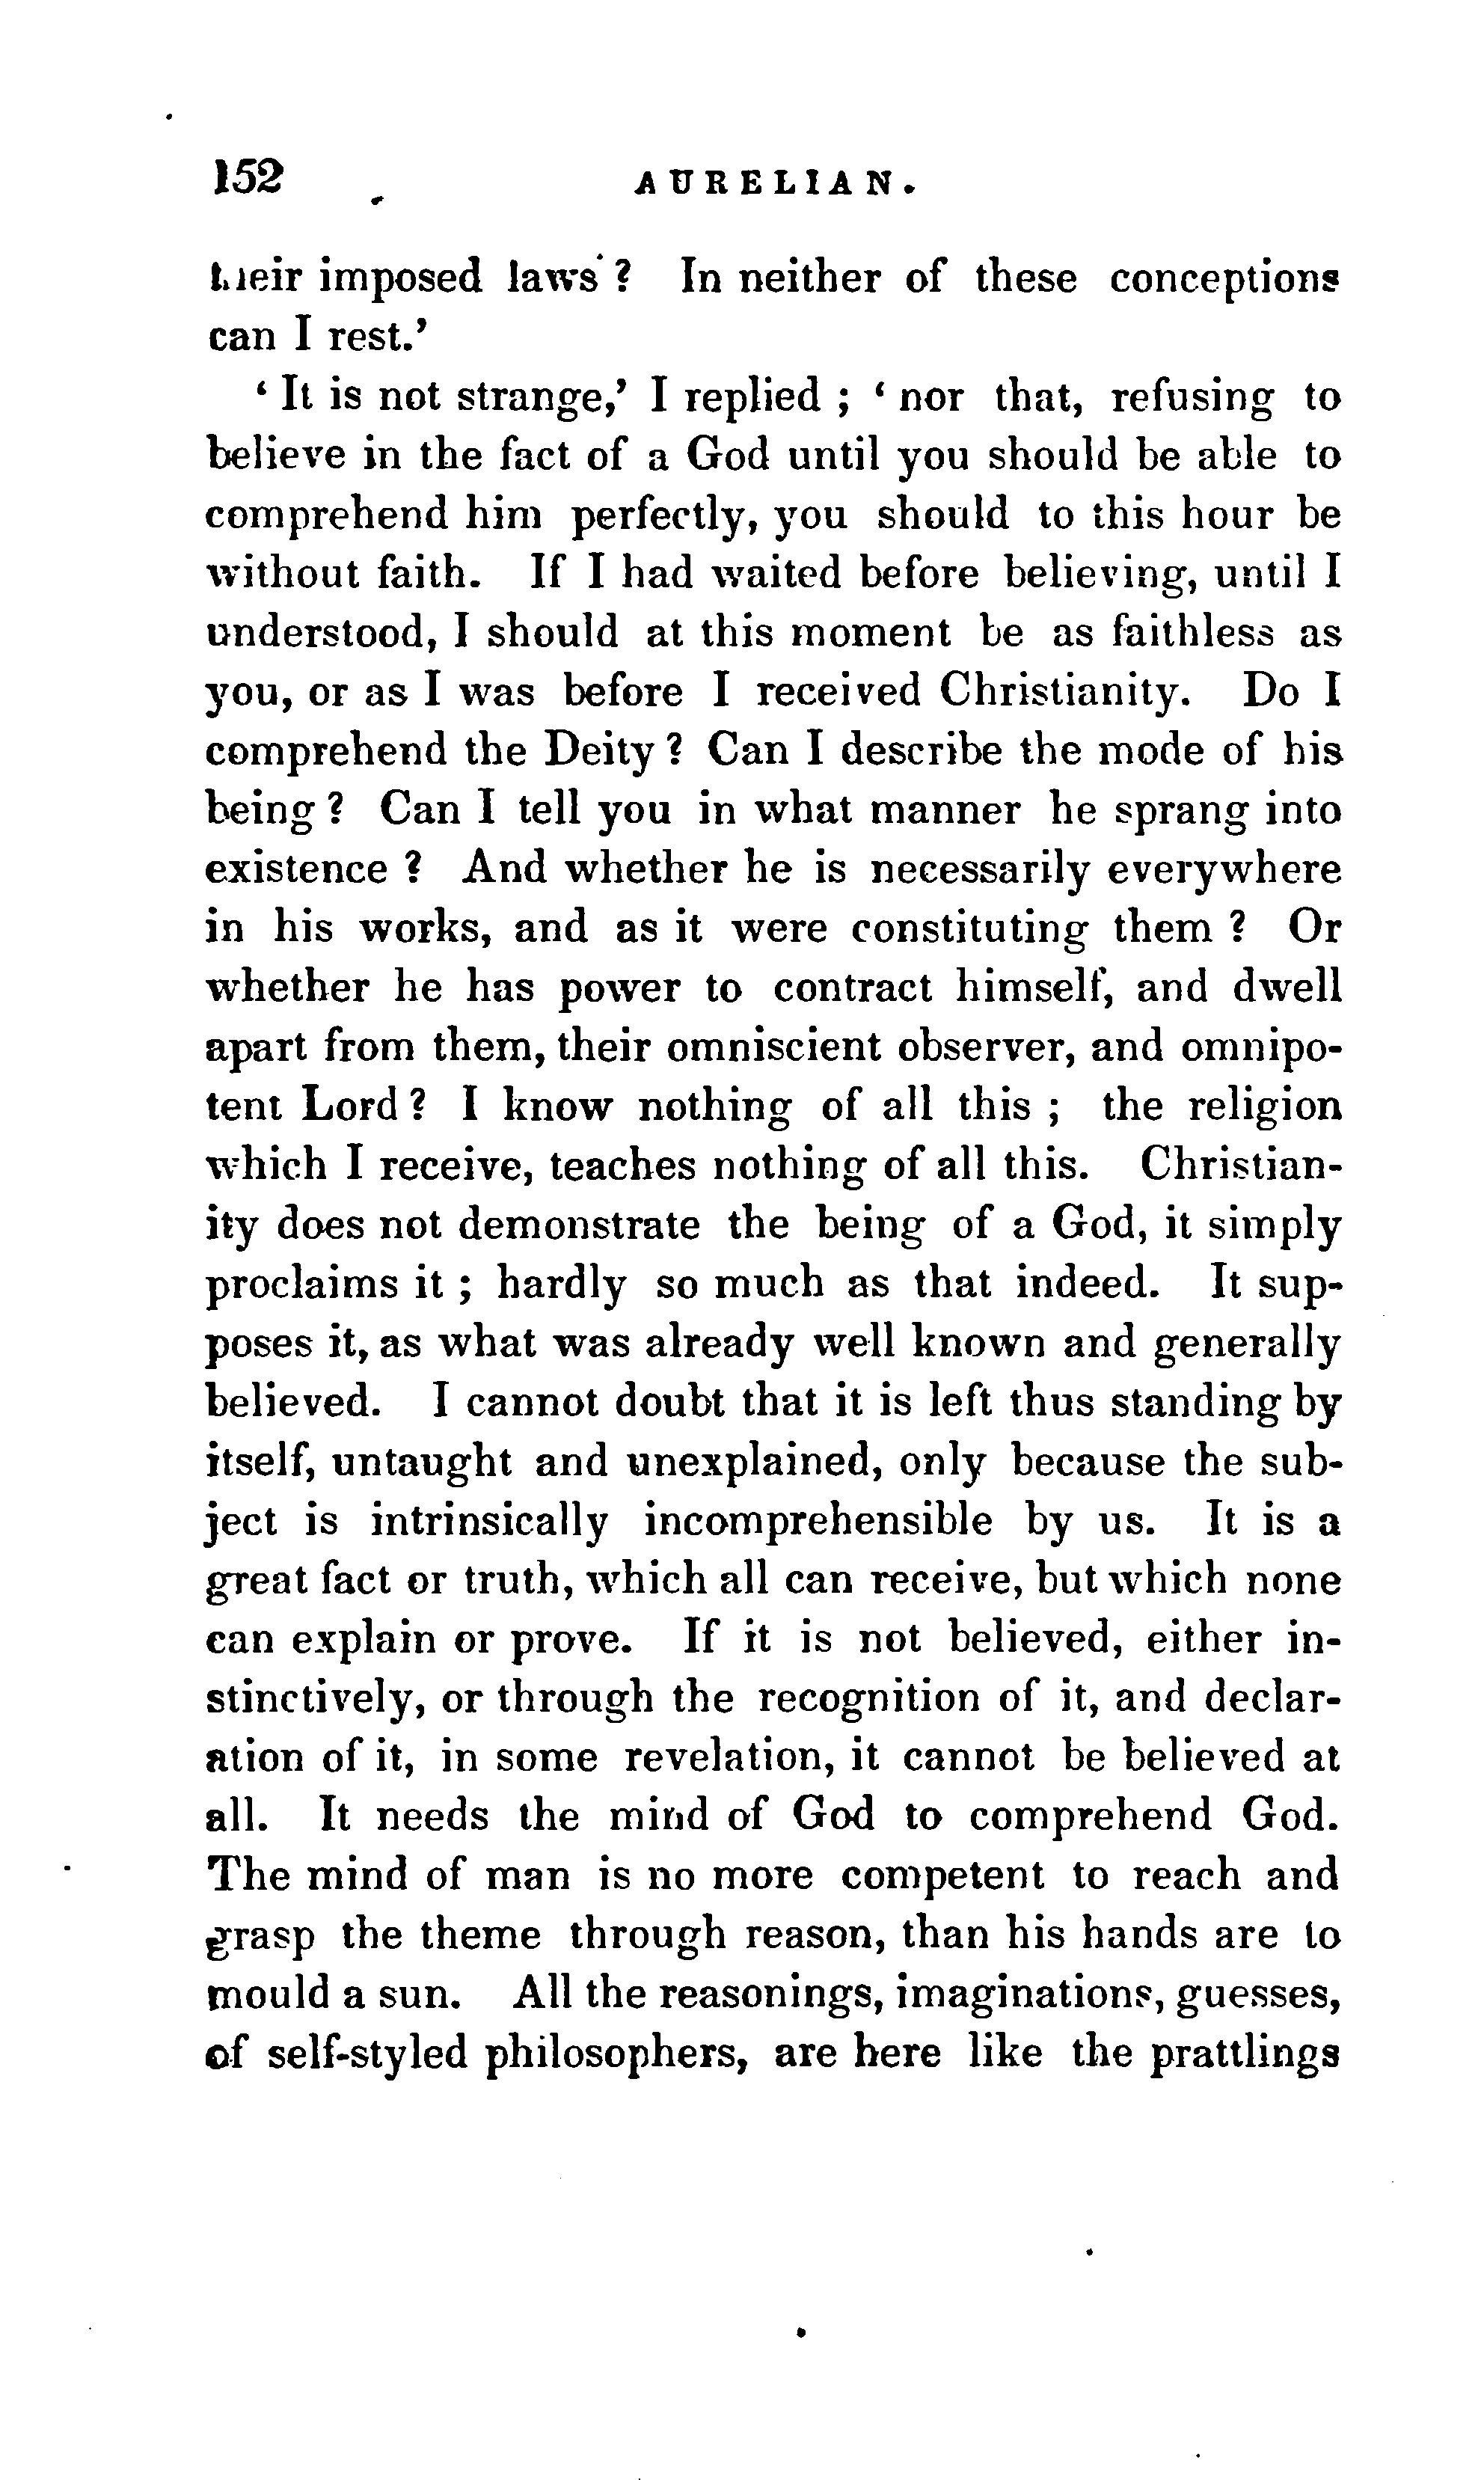 152 AURELIAN.
their imposed laws ? In neither of these conceptions
can I rest.’
‘ It is not strange,’ I replied ; ‘ nor that, refusing to
believe in the fact of a God until you should be able to
comprehend him perfectly, you should to this hour be
without faith. If I had waited before believing, until I
understood, I should at this moment be as faithless as
you, or as I was before I received Christianity. Do I
comprehend the Deity ? Can I describe the mode of his
being ? Can I tell you in what manner he sprang into
existence ? And whether he is necessarily everywhere
in his works, and as it were constituting them ? Or
whether he has power to contract himself, and dwell
apart from them, their omniscient observer, and omnipo-
tent Lord ? I know nothing of all this ; the religion
which I receive, teaches nothing of all this. Christian-
ity does not demonstrate the being of a God, it simply
proclaims it ; hardly so much as that indeed. It sup-
poses it, as what was already well known and generally
believed. I cannot doubt that it is left thus standing by
itself, untaught and unexplained, only because the sub-
ject is intrinsically incomprehensible by us. It is a
great fact or truth, which all can receive, but which none
can explain or prove. If it is not believed, either in-
stinctively, or through the recognition of it, and declar-
ation of it, in some revelation, it cannot be believed at
all. It needs the mind of God to comprehend God.
The mind of man is no more competent to reach and
grasp the theme through reason, than his hands are to
mould a sun. All the reasonings, imaginations, guesses,
of self-styled philosophers, are here like the prattlings